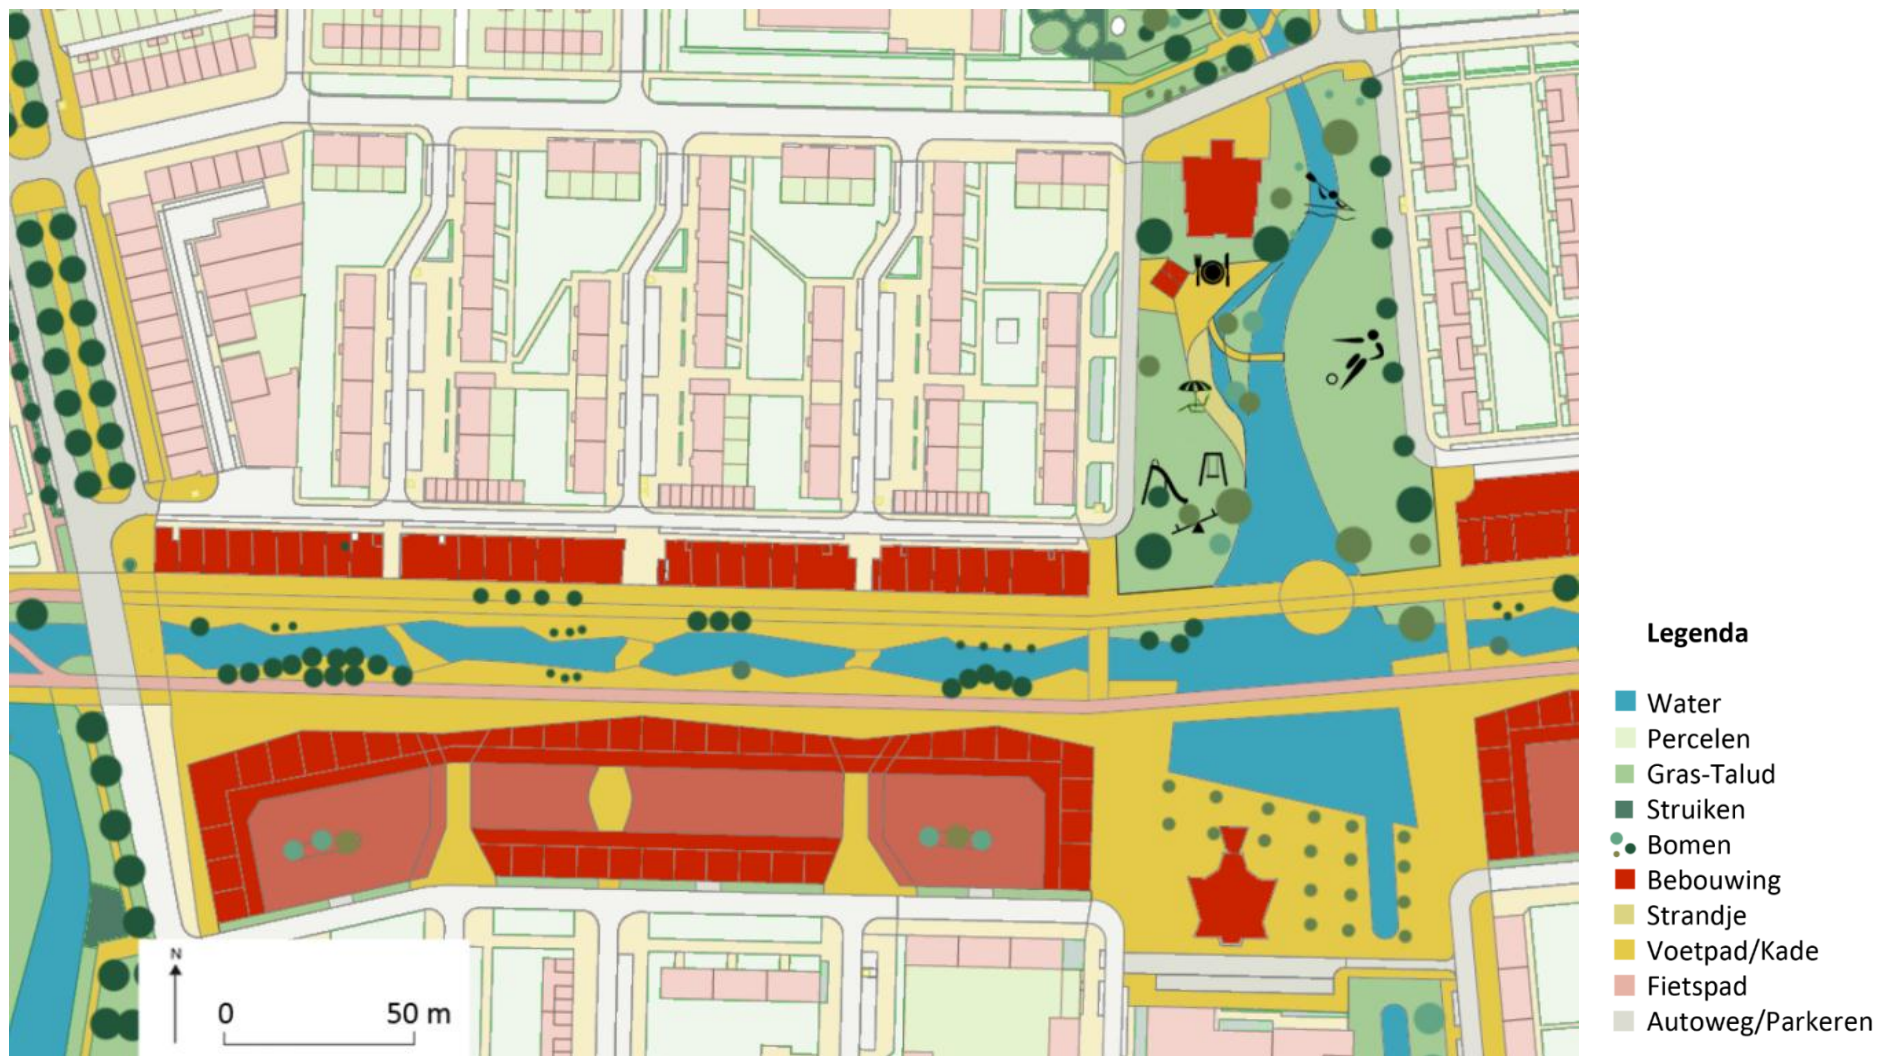 Legenda
Water
Percelen
Gras-Talud
Struiken
Bomen
Bebouwing
Strandje
Voetpad/Kade
Fietspad
Autoweg/Parkeren
N
0 50 m